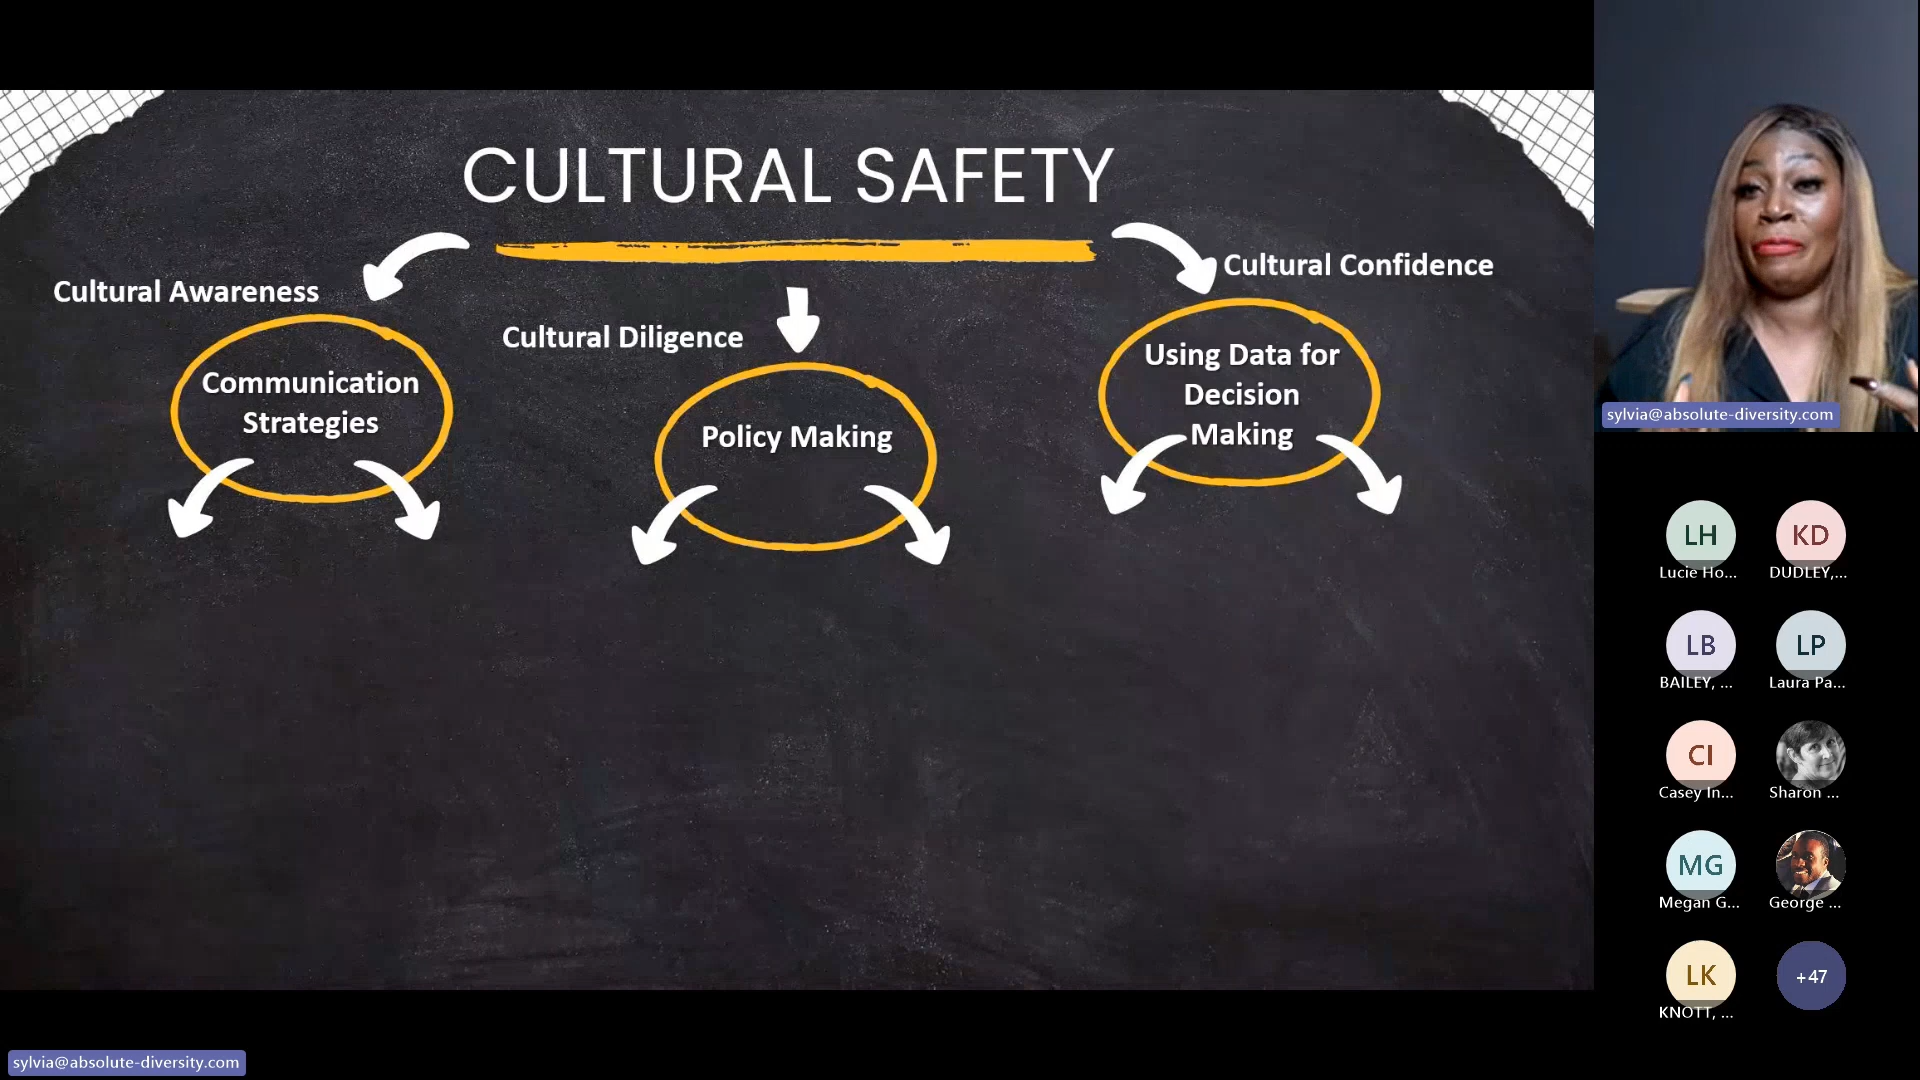 CULTURAL SAFETY
Cultural Awareness
Cultural Diligence
Cultural Confidence
Communication
Strategies
Policy Making
Using Data for
Decision
Making
sylvia@absolute-diversity.com
LH
Lucie Ho...
KD
DUDLEY,...
LB
BAILEY, ...
LP
Laura Pa...
CI
Casey In...
Sharon ...
MG
Megan G...
George ...
LK
KNOTT, ...
+47
sylvia@absolute-diversity.com